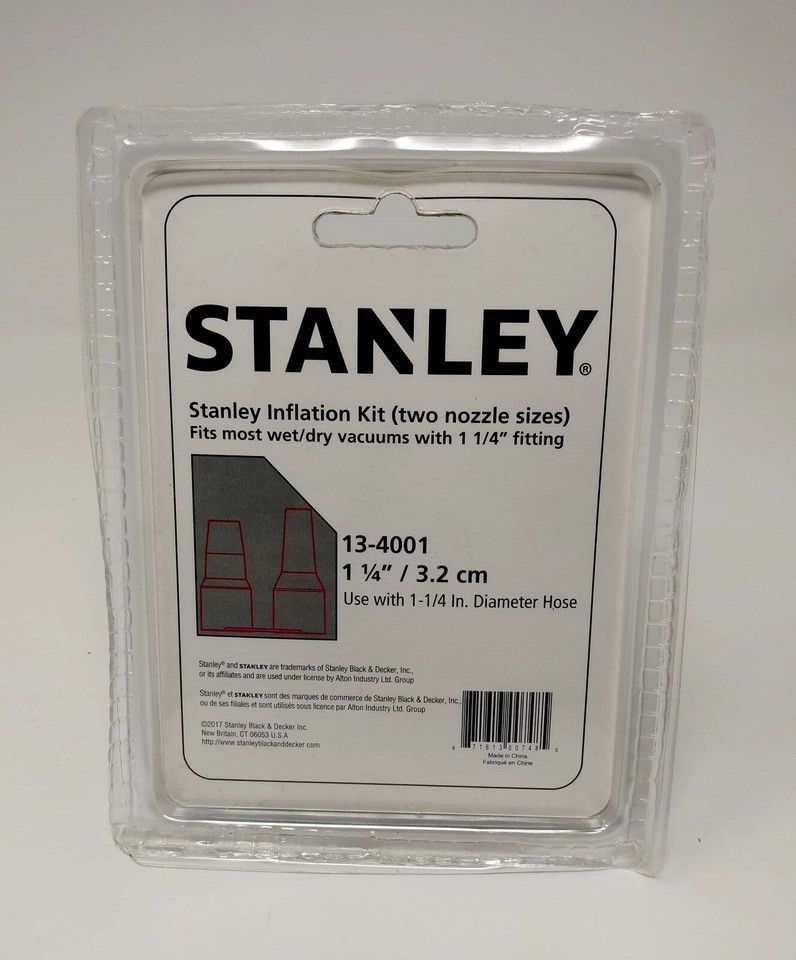 STANLEY®
Stanley Inflation Kit (two nozzle sizes)
Fits most wet/dry vacuums with 1 1/4” fitting
13-4001
1 ¼” / 3.2 cm
Use with 1-1/4 In. Diameter Hose
Stanley® and STANLEY are trademarks of Stanley Black & Decker, Inc.,
or its affiliates and are used under license by Alton Industry Ltd. Group
Stanley® et STANLEY sont des marques de commerce de Stanley Black & Decker, Inc.,
ou de ses filiales et sont utilisés sous licence par Alton Industry Ltd. Group
©2017 Stanley Black & Decker Inc.
New Britain, CT 06053 U.S.A
http://www.stanleyblackanddecker.com
71613 00748 5
Made in China
Fabriqué en Chine